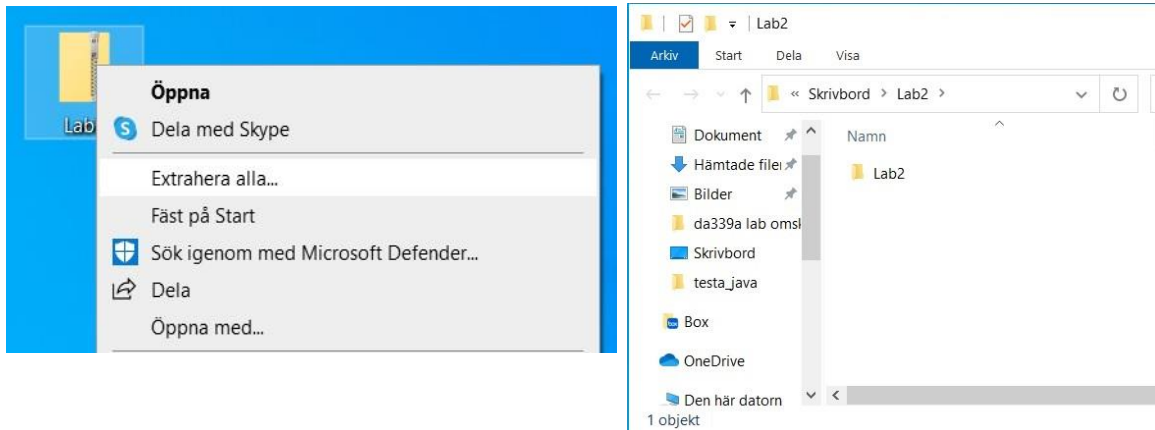 Lab
Öppna
Dela med Skype
Extrahera alla...
Fäst på Start
Sök igenom med Microsoft Defender...
Dela
Öppna med...
Lab2
Arkiv Start Dela Visa
« Skrivbord > Lab2 >
Namn
Dokument
Hämtade filer
Bilder
da339a lab omsk
Skrivbord
testa_java
Box
OneDrive
Den här datorn
Lab2
1 objekt